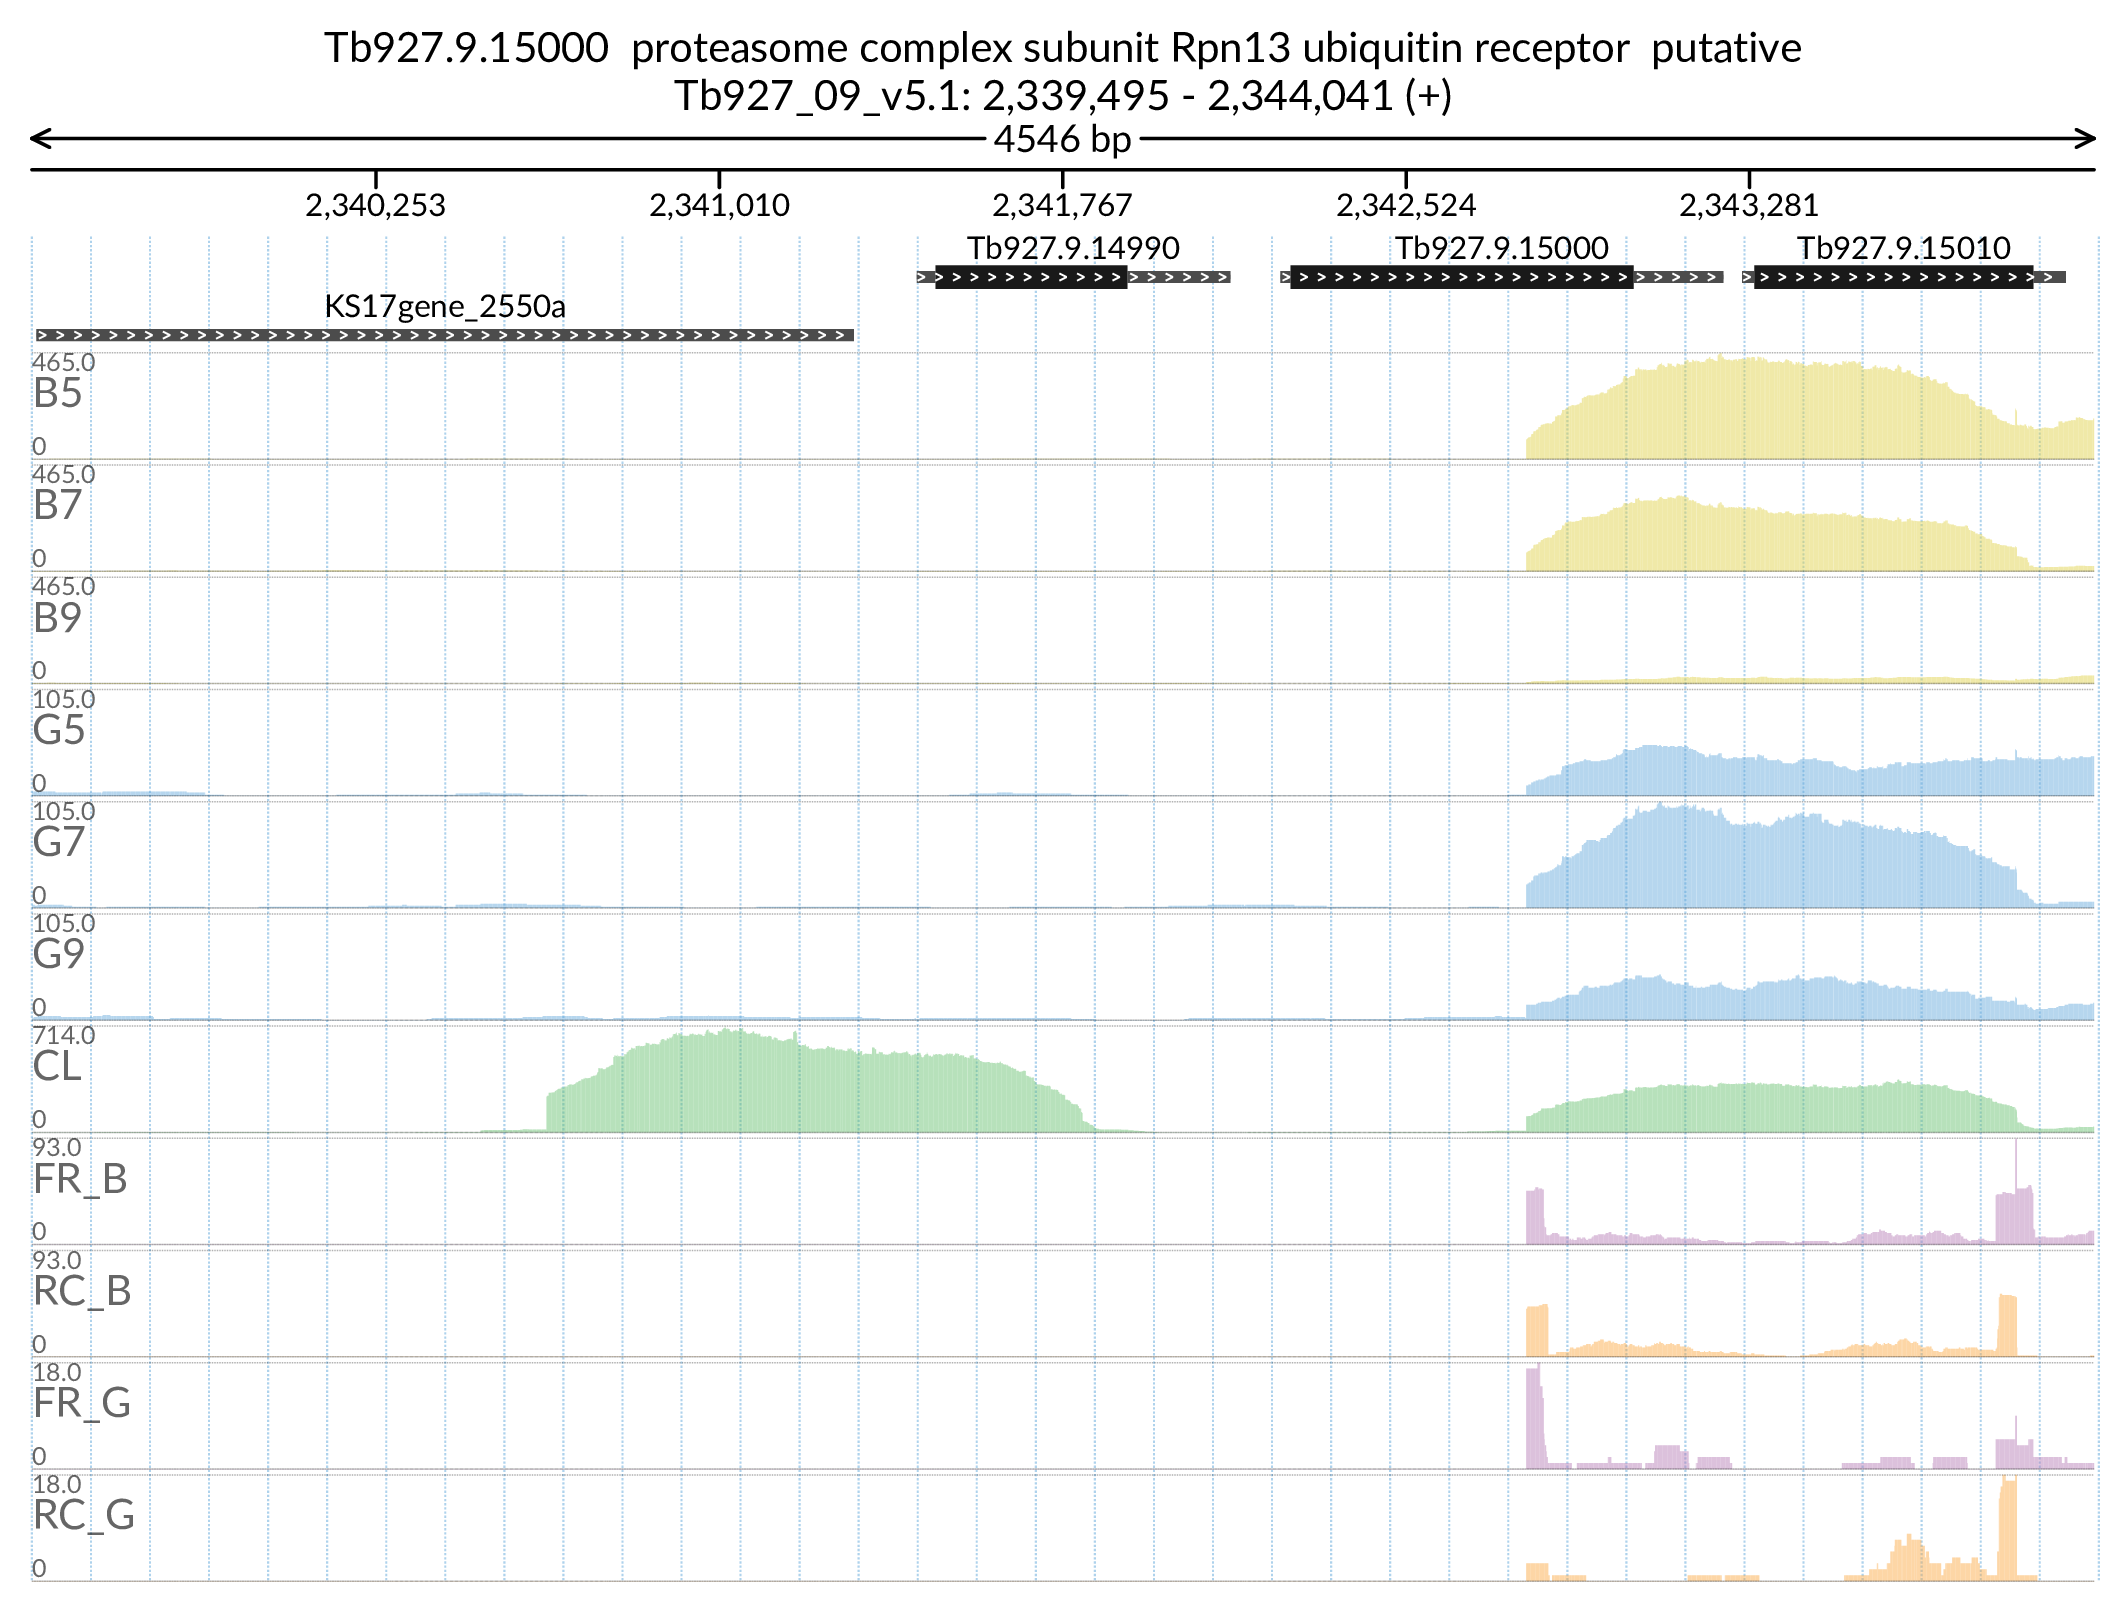 Tb927.9.15000 proteasome complex subunit Rpn13 ubiquitin receptor putative
Tb927_09_v5.1: 2,339,495 - 2,344,041 (+)
4546 bp
2,340,253 2,341,010 2,341,767 2,342,524 2,343,281
Tb927.9.14990 Tb927.9.15000 Tb927.9.15010
KS17gene_2550a
465.0
B5
0
465.0
B7
0
465.0
B9
0
105.0
G5
0
105.0
G7
0
105.0
G9
0
714.0
CL
0
93.0
FR_B
0
93.0
RC_B
0
18.0
FR_G
0
18.0
RC_G
0